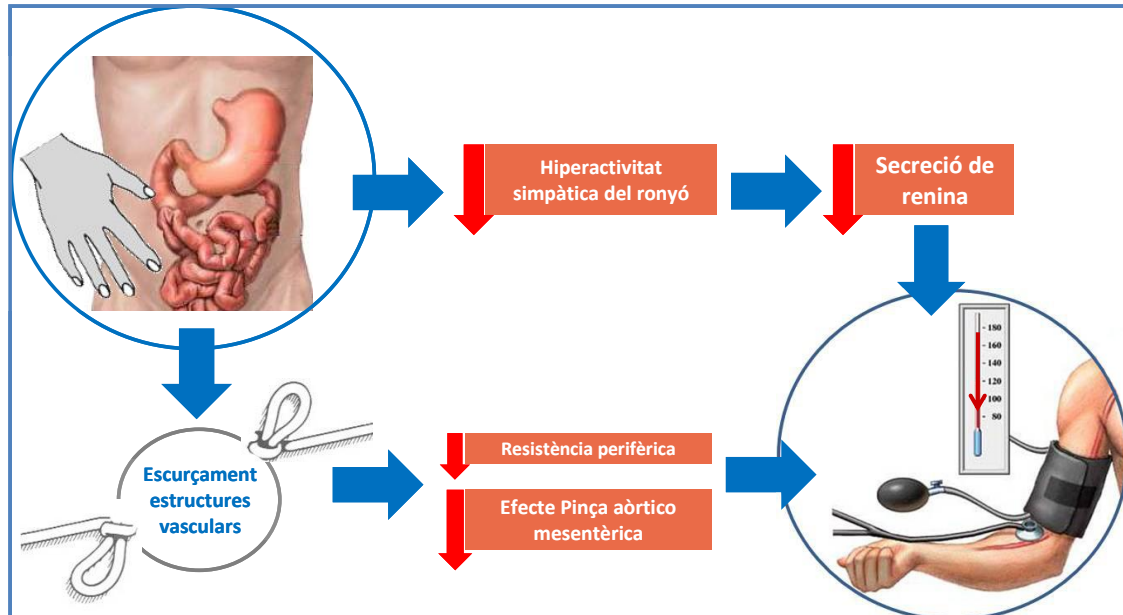 Hiperactivitat
simpàtica del ronyó
Secreció de
renina
180
160
140
120
100
80
Escurçament
estructures
vasculars
Resistència perifèrica
Efecte Pinça aòrtico
mesentèrica